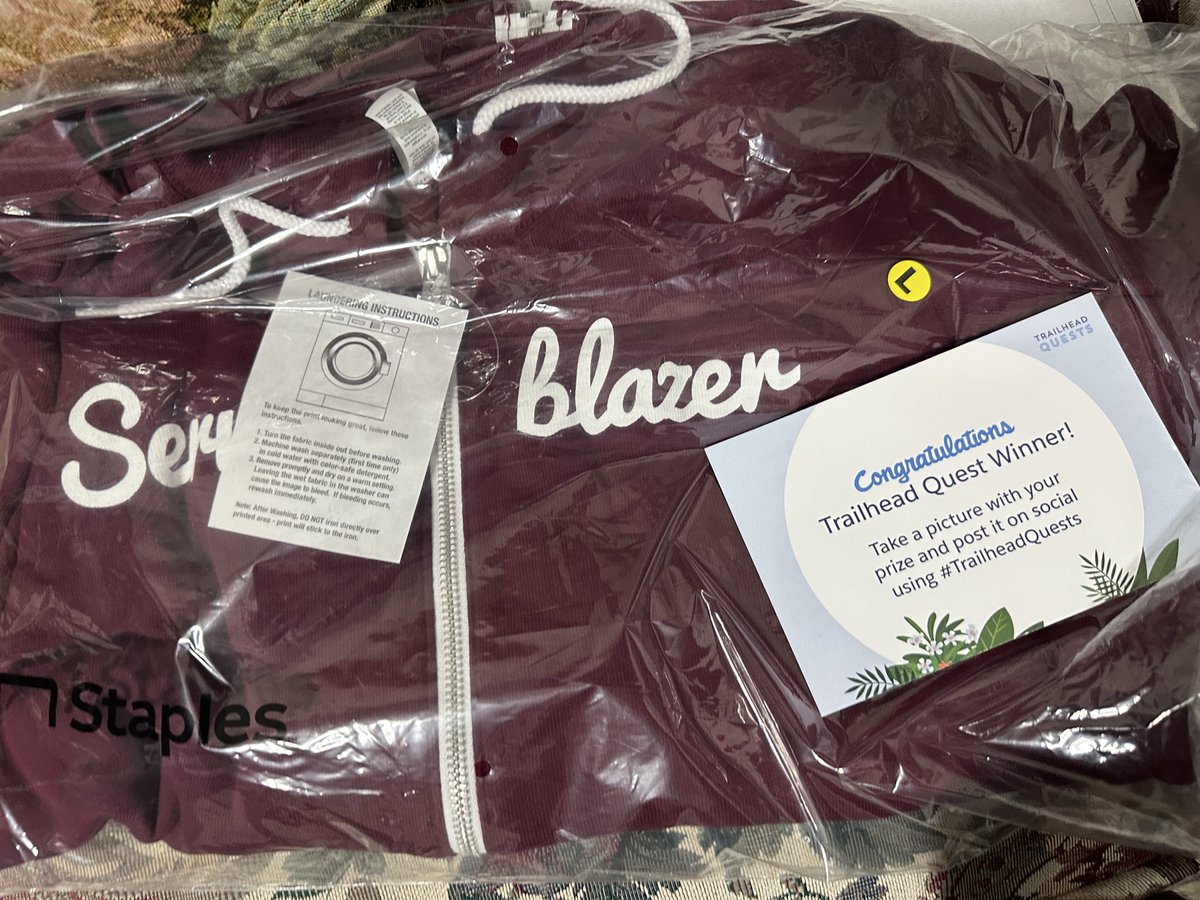 LAUNDERING INSTRUCTIONS
To keep the print looking great, follow these
instructions.
1. Turn the fabric inside out before washing.
2. Machine wash separately (first time only)
in cold water with color-safe detergent.
3. Remove promptly and dry on a warm setting.
Leaving the wet fabric in the washer can
cause the image to bleed. If bleeding occurs,
rewash immediately.
Note: After Washing, DO NOT iron directly over
printed area - print will stick to the iron.
Ser
blazer
L
TRAILHEAD
QUESTS
Congratulations
Trailhead Quest Winner!
Take a picture with your
prize and post it on social
using #TrailheadQuests
Staples